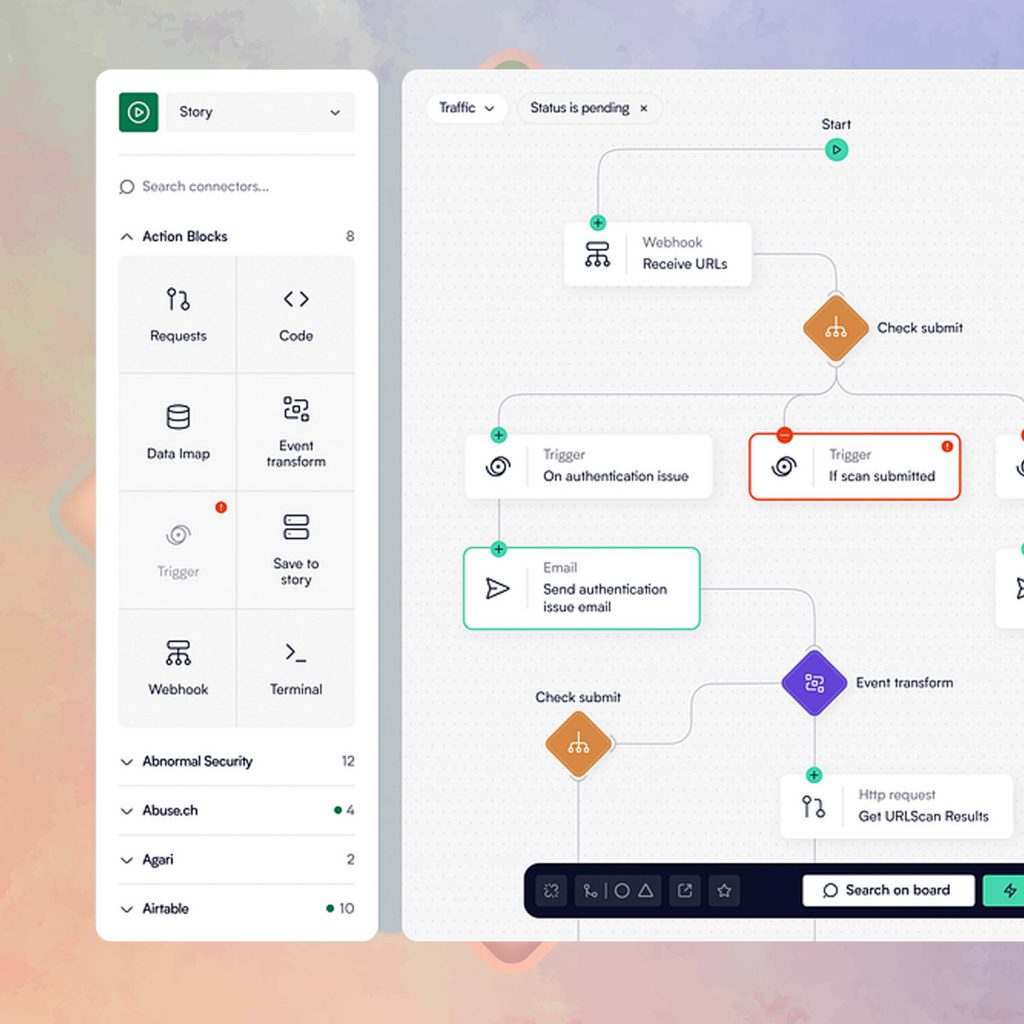 Story
Search connectors...
Action Blocks 8
Requests
Code
Data Imap
Event
transform
Trigger
Save to
story
Webhook
Terminal
Abnormal Security 12
Abuse.ch 4
Agari 2
Airtable 10
Traffic
Status is pending ×
Start
Webhook
Receive URLs
Check submit
Trigger
On authentication issue
Trigger
If scan submitted
Email
Send authentication
issue email
Event transform
Check submit
Http request
Get URLScan Results
Search on board